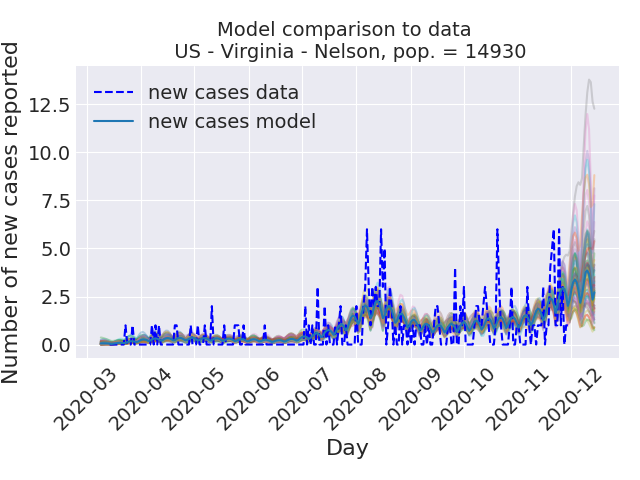 Model comparison to data
US - Virginia - Nelson, pop. = 14930
Number of new cases reported
12.5
10.0
7.5
5.0
2.5
0.0
new cases data
new cases model
2020-03
2020-04
2020-05
2020-06
2020-07
2020-08
2020-09
2020-10
2020-11
2020-12
Day